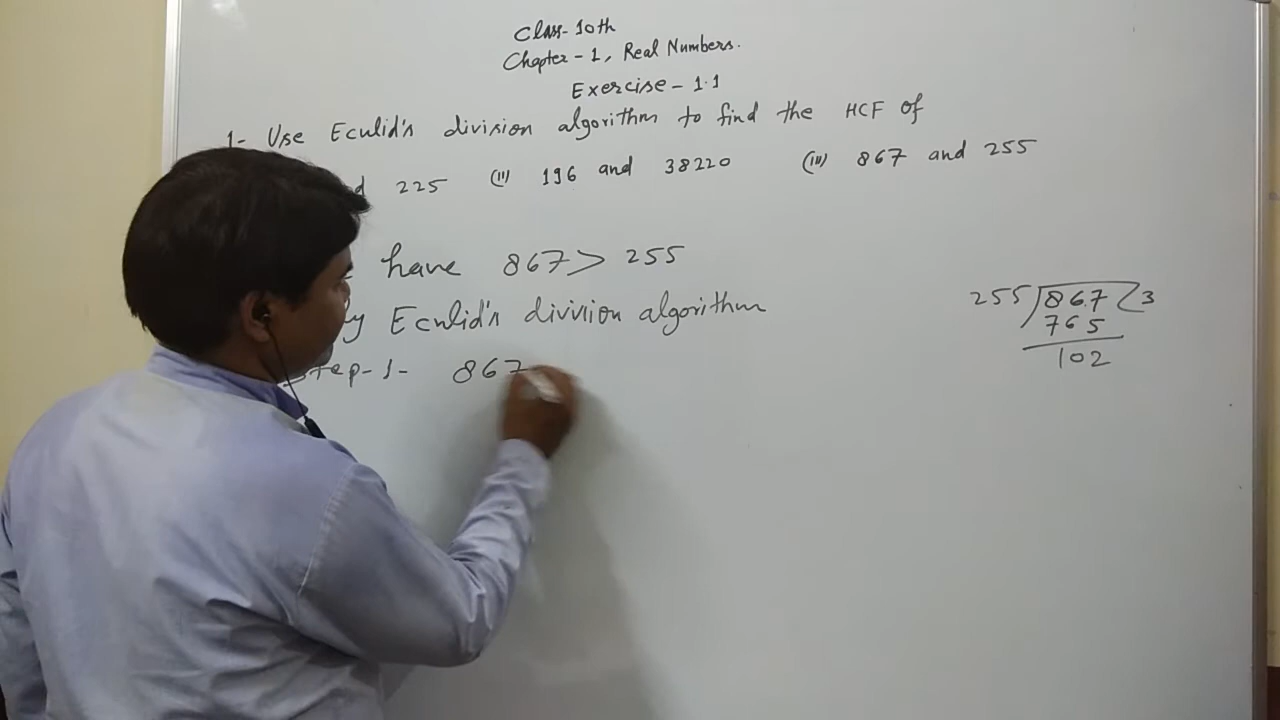 Class-10th
Chapter-1, Real Numbers.
Exercise-1.1
1- Use Eculid's division algorithm to find the HCF of
225 (ii) 196 and 38220 (iii) 867 and 255
have 867 > 255
Eculid's division algorithm
Step-1- 867
255 867 3
765
102